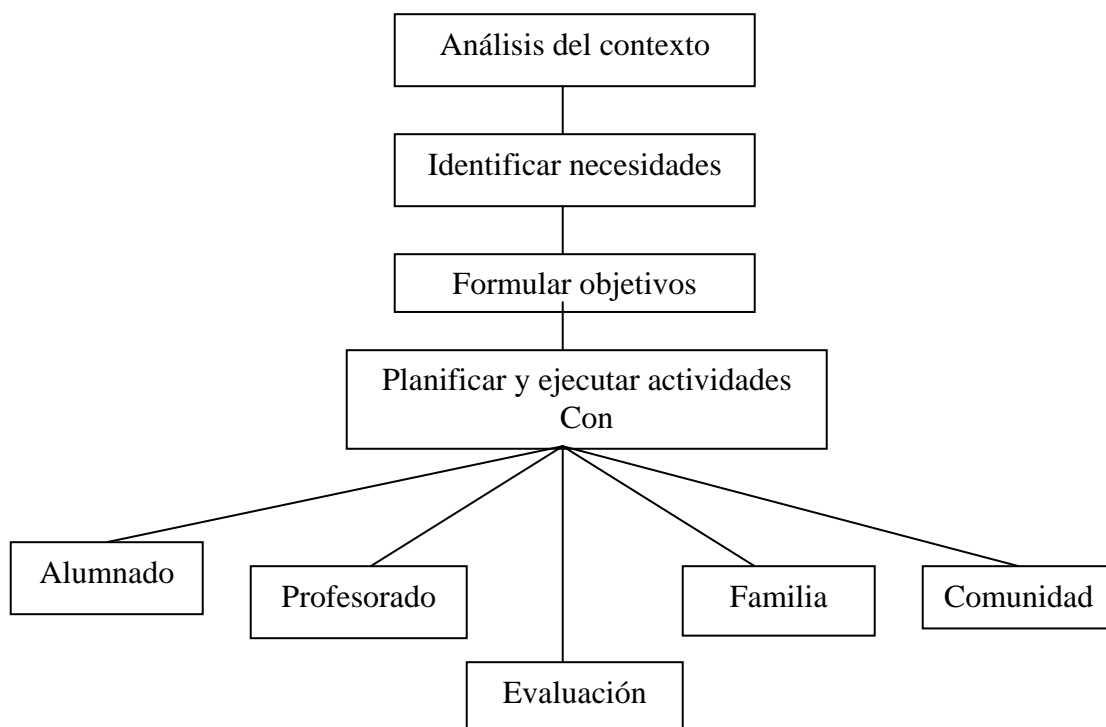 Análisis del contexto
Identificar necesidades
Formular objetivos
Planificar y ejecutar actividades
Con
Alumnado
Profesorado
Familia
Comunidad
Evaluación